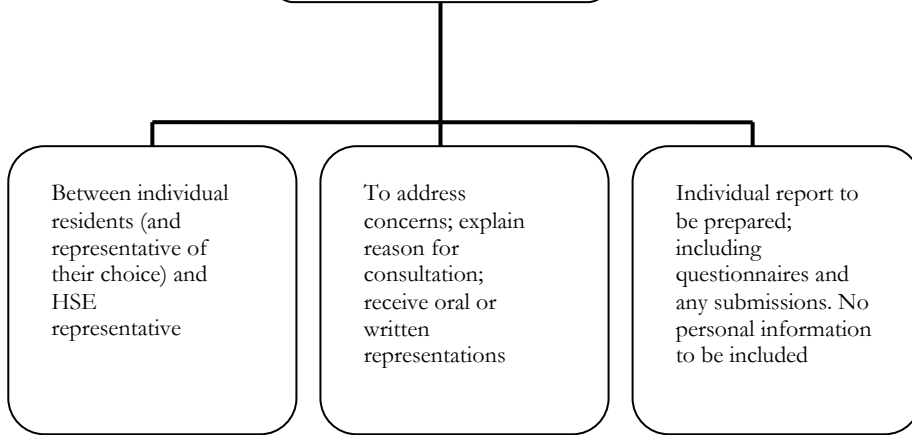 Between individual
residents (and
representative of
their choice) and
HSE
representative
To address
concerns; explain
reason for
consultation;
receive oral or
written
representations
Individual report to
be prepared;
including
questionnaires and
any submissions. No
personal information
to be included